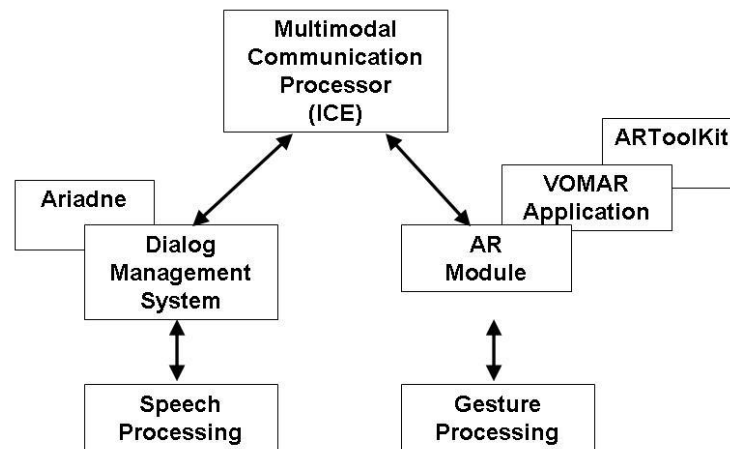 Multimodal
Communication
Processor
(ICE)
ARToolKit
VOMAR
Application
Ariadne
Dialog
Management
System
AR
Module
Speech
Processing
Gesture
Processing